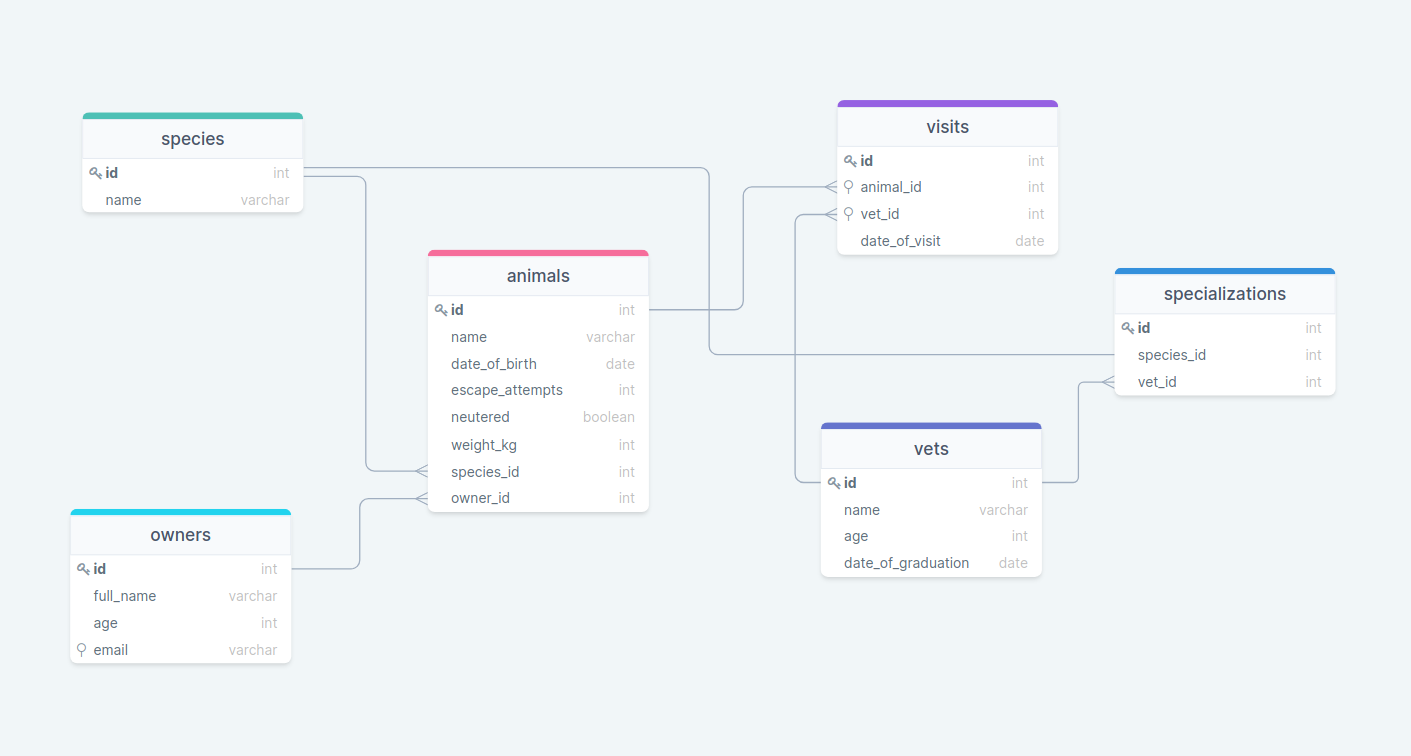 species
id int
name varchar
animals
id int
name varchar
date_of_birth date
escape_attempts int
neutered boolean
weight_kg int
species_id int
owner_id int
owners
id int
full_name varchar
age int
email varchar
visits
id int
animal_id int
vet_id int
date_of_visit date
specializations
id int
species_id int
vet_id int
vets
id int
name varchar
age int
date_of_graduation date